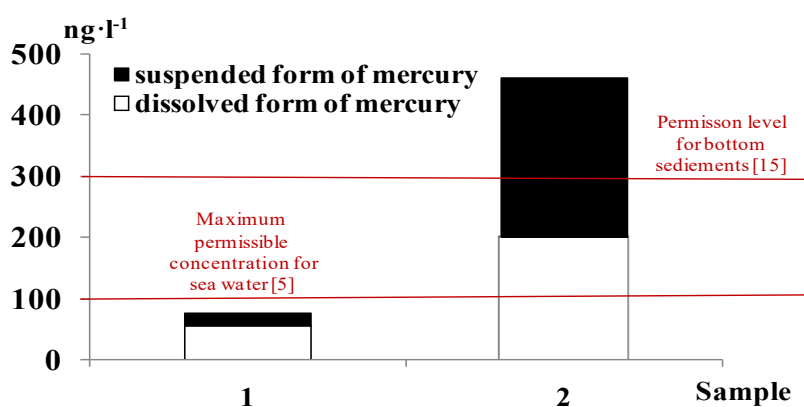 ng·l-1
500
400
300
200
100
0
suspended form of mercury
dissolved form of mercury
Permisson level
for bottom
sediements [15]
Maximum
permissible
concentration for
sea water [5]
1
2
Sample